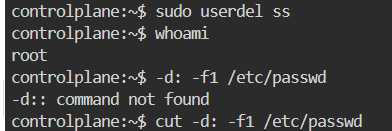 controlplane:~$ sudo userdel ss
controlplane:~$ whoami
root
controlplane:~$ -d: -f1 /etc/passwd
-d:: command not found
controlplane:~$ cut -d: -f1 /etc/passwd